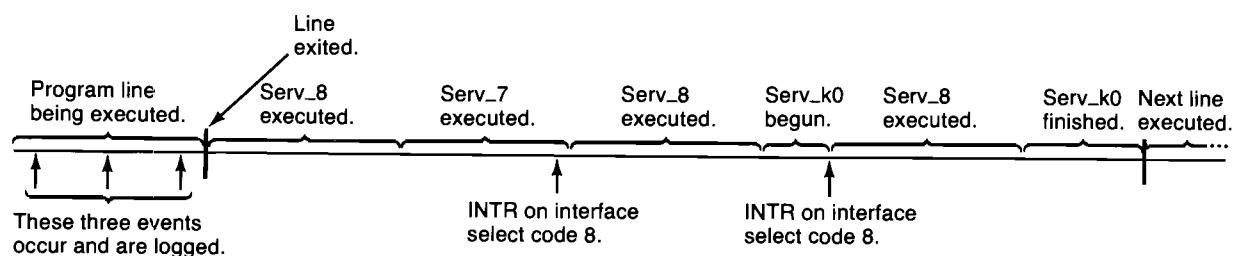 Line
exited.
Program line
being executed.
Serv_8
executed.
Serv_7
executed.
Serv_8
executed.
Serv_k0
begun.
Serv_8
executed.
Serv_k0
finished.
Next line
executed.
...
These three events
occur and are logged.
INTR on interface
select code 8.
INTR on interface
select code 8.